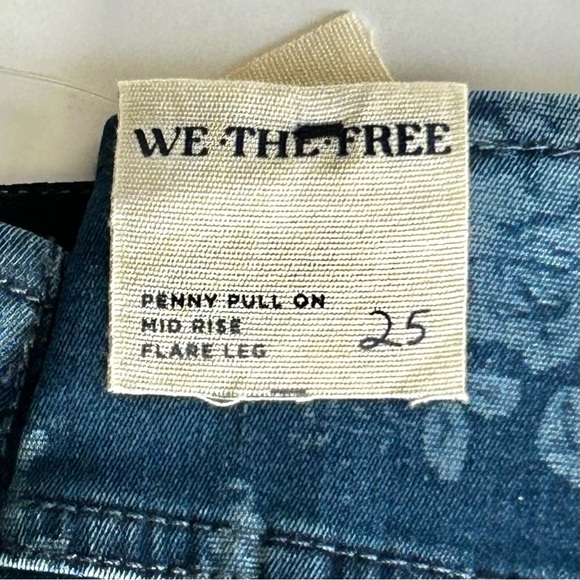 WE·THE·FREE
PENNY PULL ON
MID RISE
FLARE LEG
25